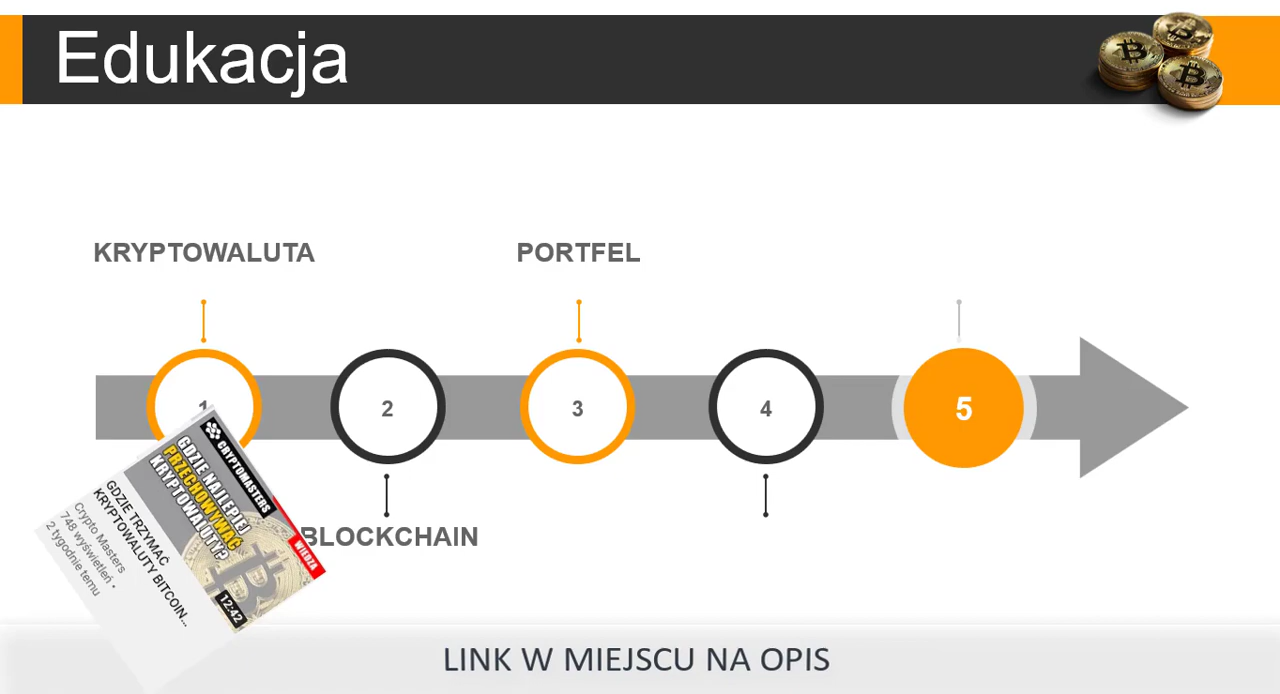 Edukacja
KRYPTOWALUTA
PORTFEL
1
2
3
4
5
BLOCKCHAIN
CRYPTOMASTERS
GDZIE NAJLEPIEJ
PRZECHOWYWAĆ
KRYPTOWALUTY?
WIEDZA
12:42
GDZIE TRZYMAĆ
KRYPTOWALUTY BITCOIN...
Crypto Masters
748 wyświetleń •
2 tygodnie temu
LINK W MIEJSCU NA OPIS